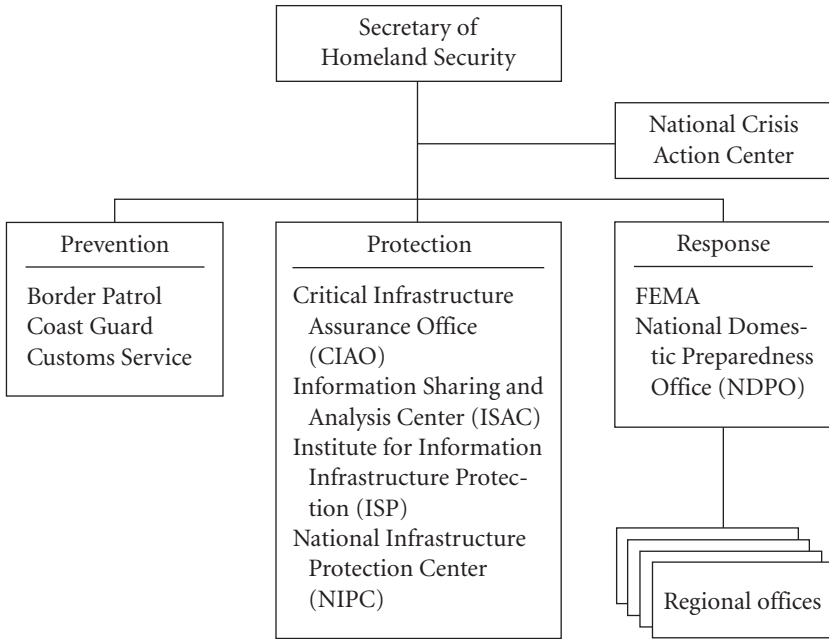 Secretary of
Homeland Security
National Crisis
Action Center
Prevention
Border Patrol
Coast Guard
Customs Service
Protection
Critical Infrastructure
Assurance Office
(CIAO)
Information Sharing and
Analysis Center (ISAC)
Institute for Information
Infrastructure Protec-
tion (ISP)
National Infrastructure
Protection Center
(NIPC)
Response
FEMA
National Domes-
tic Preparedness
Office (NDPO)
Regional offices